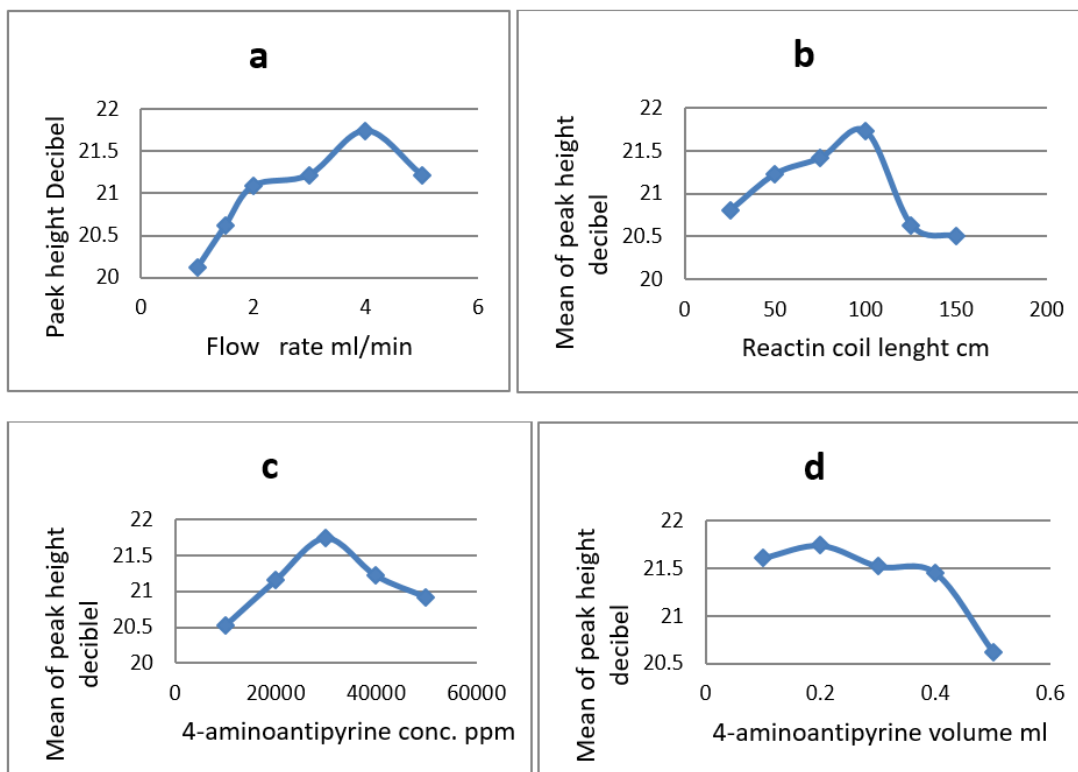 a
Paek height Decibel
22
21.5
21
20.5
20
0 2 4 6
Flow rate ml/min
b
Mean of peak height
decibel
22
21.5
21
20.5
20
0 50 100 150 200
Reactin coil lenght cm
c
Mean of peak height
deciblel
22
21.5
21
20.5
20
0 20000 40000 60000
4-aminoantipyrine conc. ppm
d
Mean of peak height
decibel
22
21.5
21
20.5
0 0.2 0.4 0.6
4-aminoantipyrine volume ml